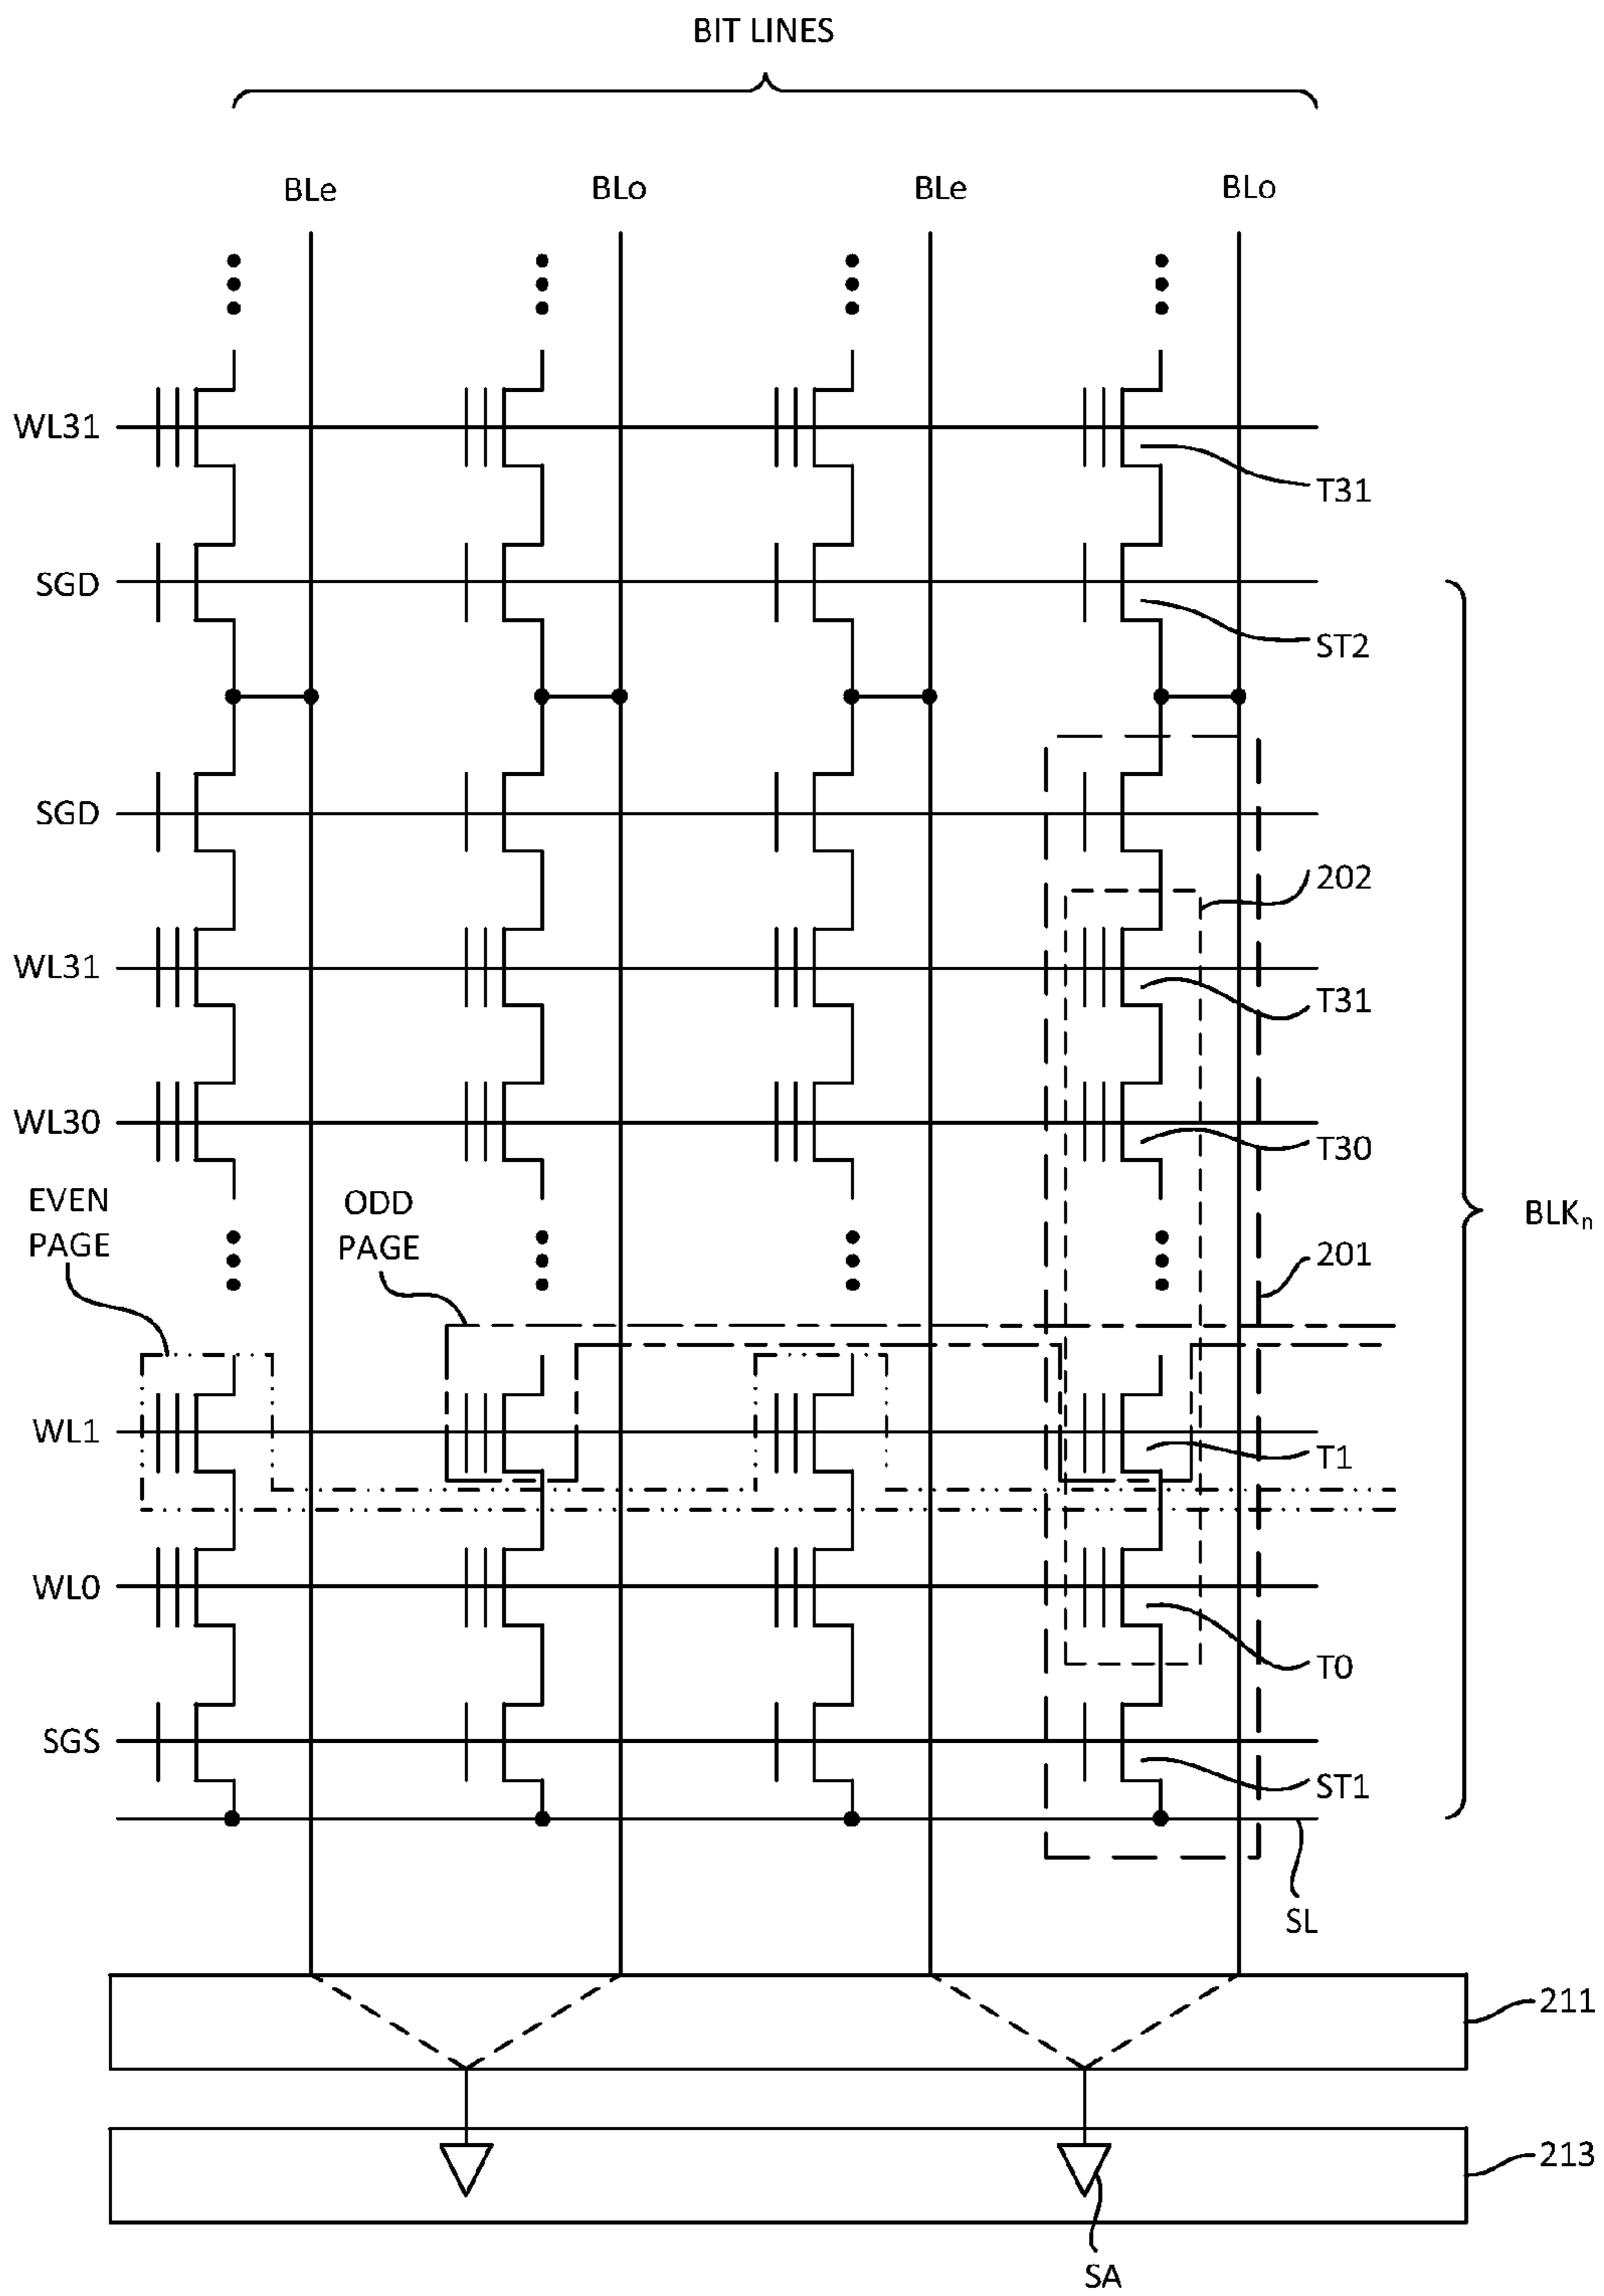 BIT LINES
BLe BLo BLe BLo
WL31
T31
SGD
ST2
SGD
202
WL31
T31
WL30
T30
EVEN
PAGE
ODD
PAGE
BLKn
201
WL1
T1
WL0
T0
SGS
ST1
SL
211
213
SA